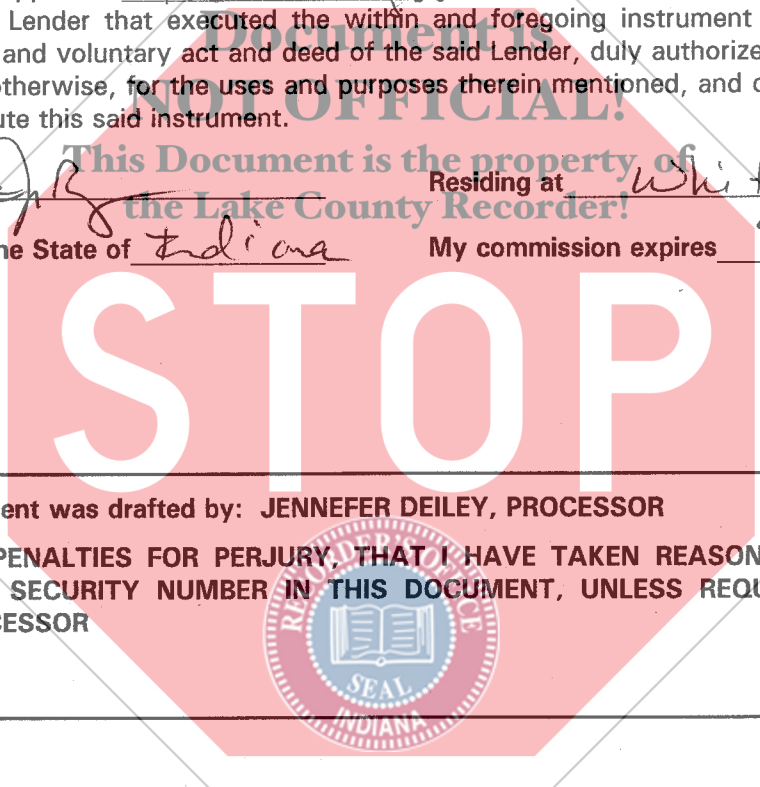 Lender that executed the within and foregoing instrument
and voluntary act and deed of the said Lender, duly authorize
otherwise, for the uses and purposes therein mentioned, and o
ute this said instrument.
Document is
NOT OFFICIAL!
This Document is the property of
the Lake County Recorder!
Residing at Whit
he State of Indiana
My commission expires
STOP
ent was drafted by: JENNEFER DEILEY, PROCESSOR
PENALTIES FOR PERJURY, THAT I HAVE TAKEN REASON
SECURITY NUMBER IN THIS DOCUMENT, UNLESS REQU
CESSOR
RECORDER'S OFFICE
SEAL
INDIANA